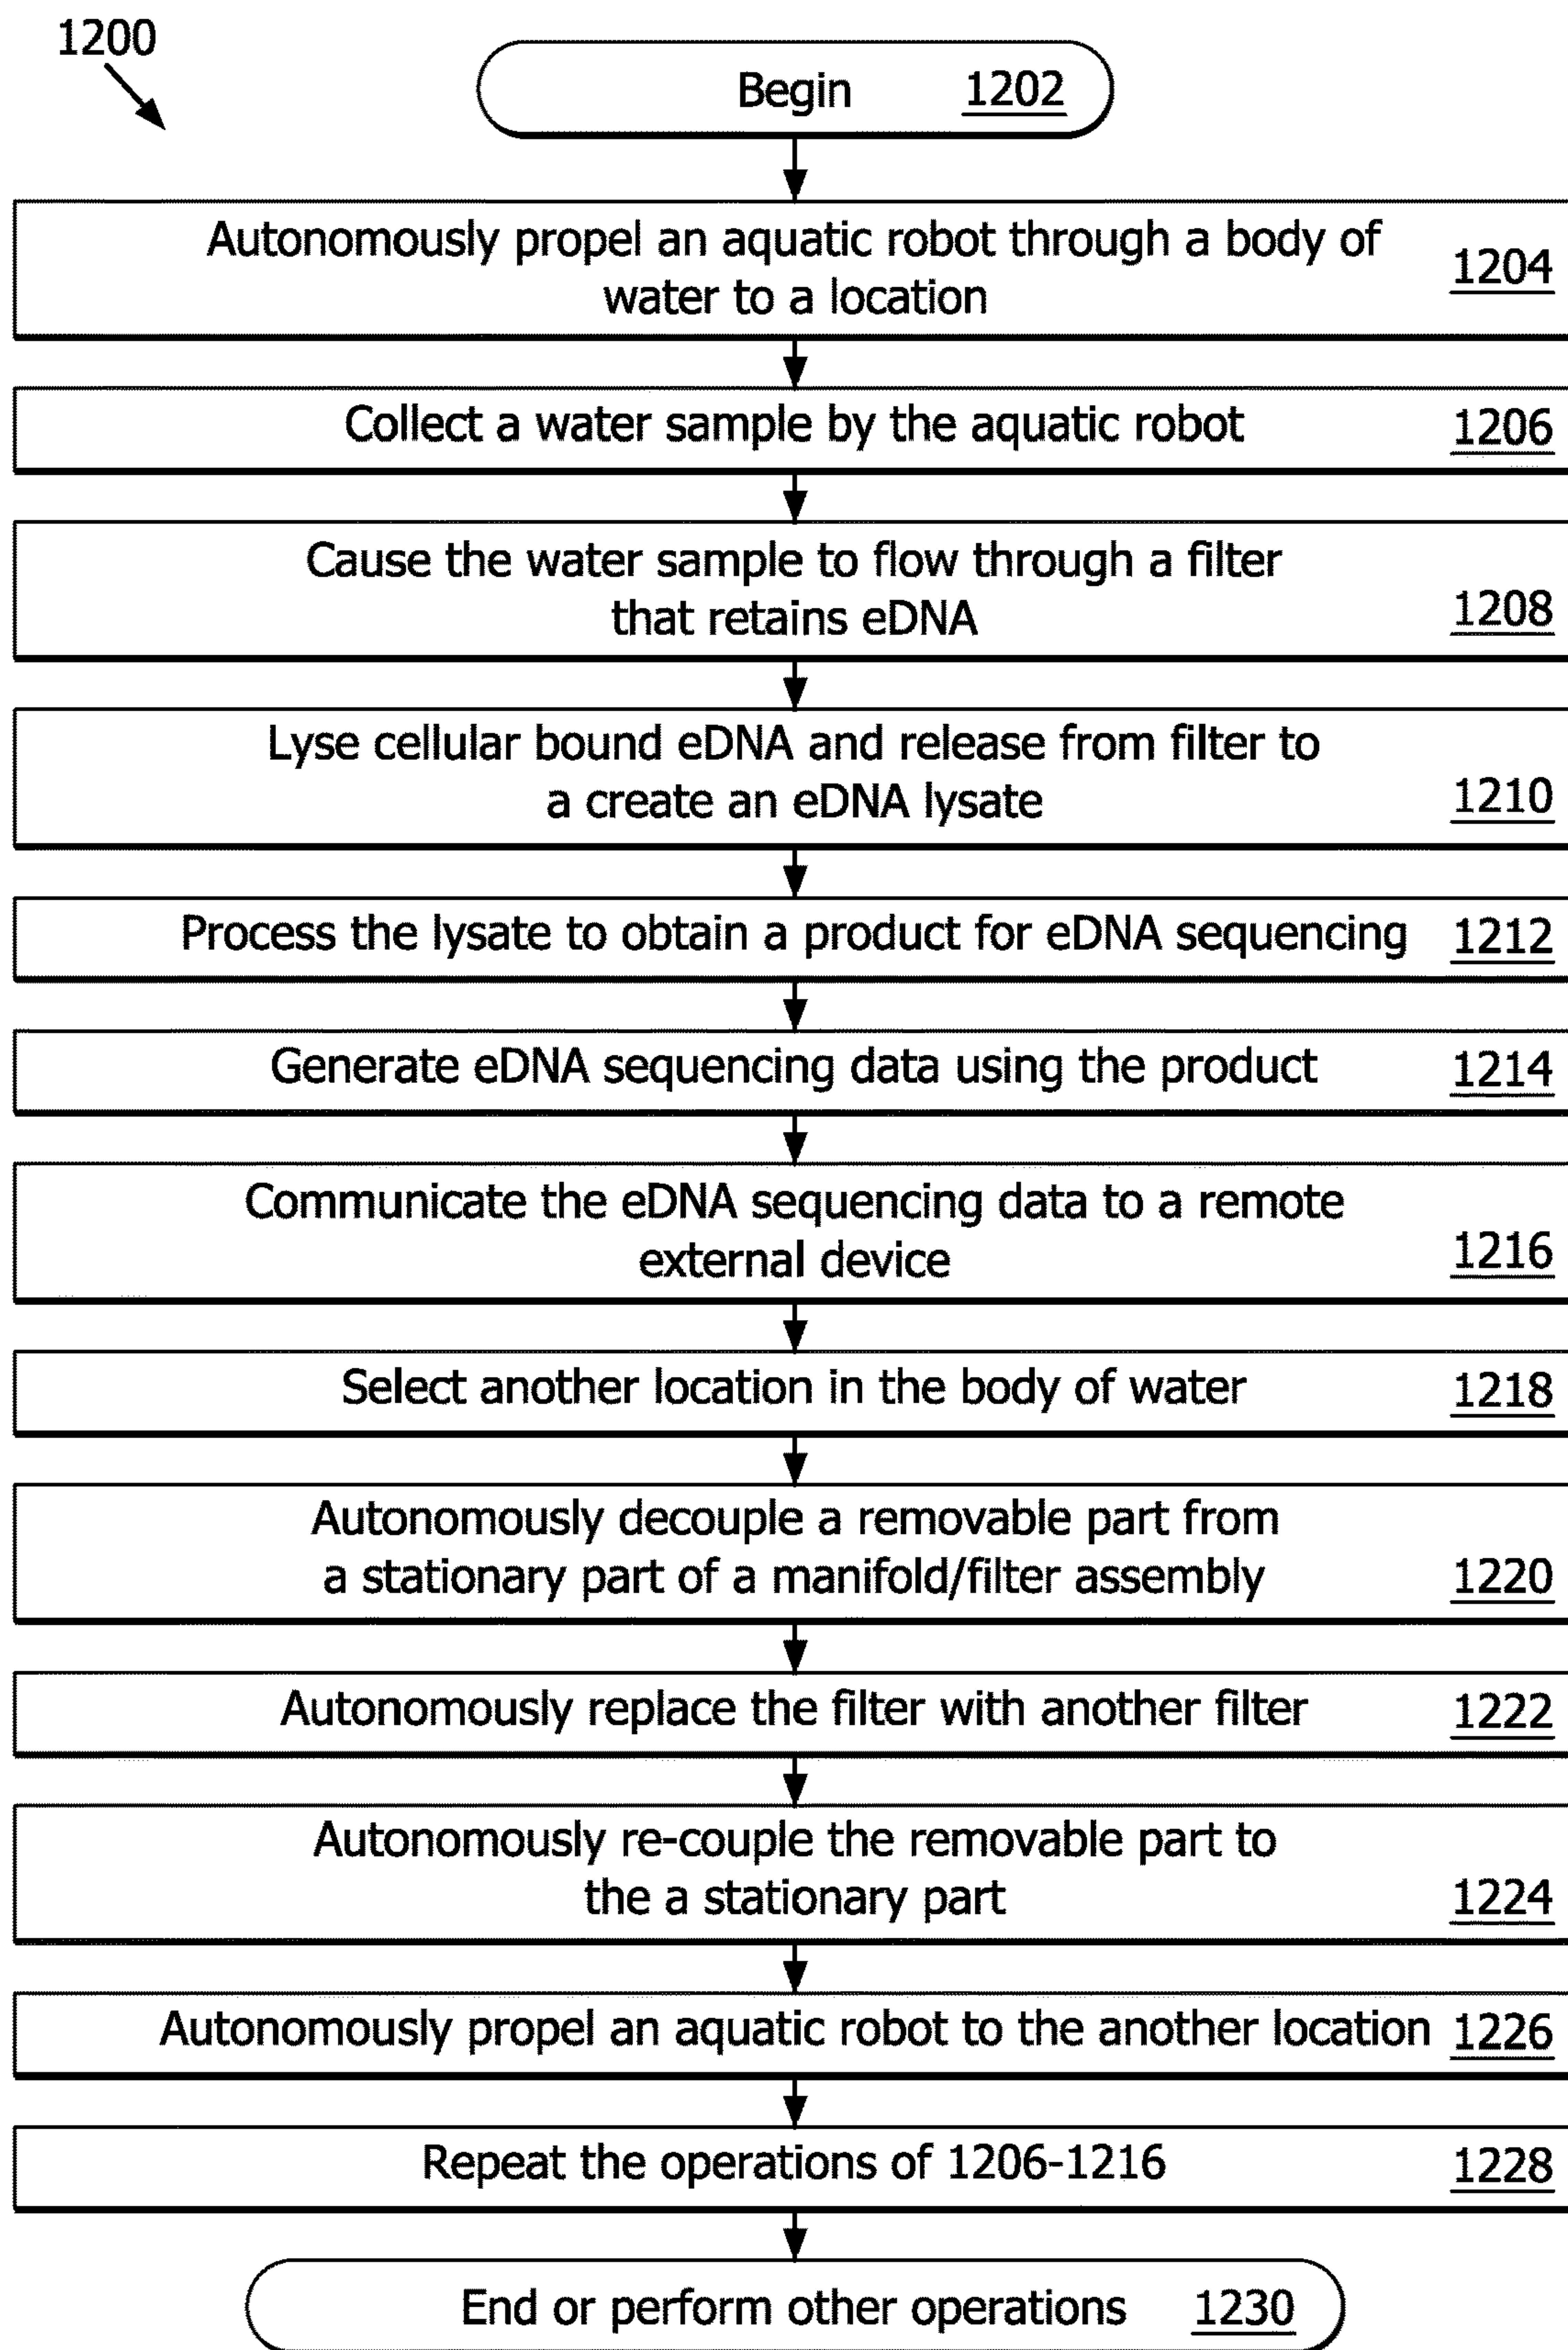 1200
Begin 1202
Autonomously propel an aquatic robot through a body of
water to a location 1204
Collect a water sample by the aquatic robot 1206
Cause the water sample to flow through a filter
that retains eDNA 1208
Lyse cellular bound eDNA and release from filter to
a create an eDNA lysate 1210
Process the lysate to obtain a product for eDNA sequencing 1212
Generate eDNA sequencing data using the product 1214
Communicate the eDNA sequencing data to a remote
external device 1216
Select another location in the body of water 1218
Autonomously decouple a removable part from
a stationary part of a manifold/filter assembly 1220
Autonomously replace the filter with another filter 1222
Autonomously re-couple the removable part to
the a stationary part 1224
Autonomously propel an aquatic robot to the another location 1226
Repeat the operations of 1206-1216 1228
End or perform other operations 1230